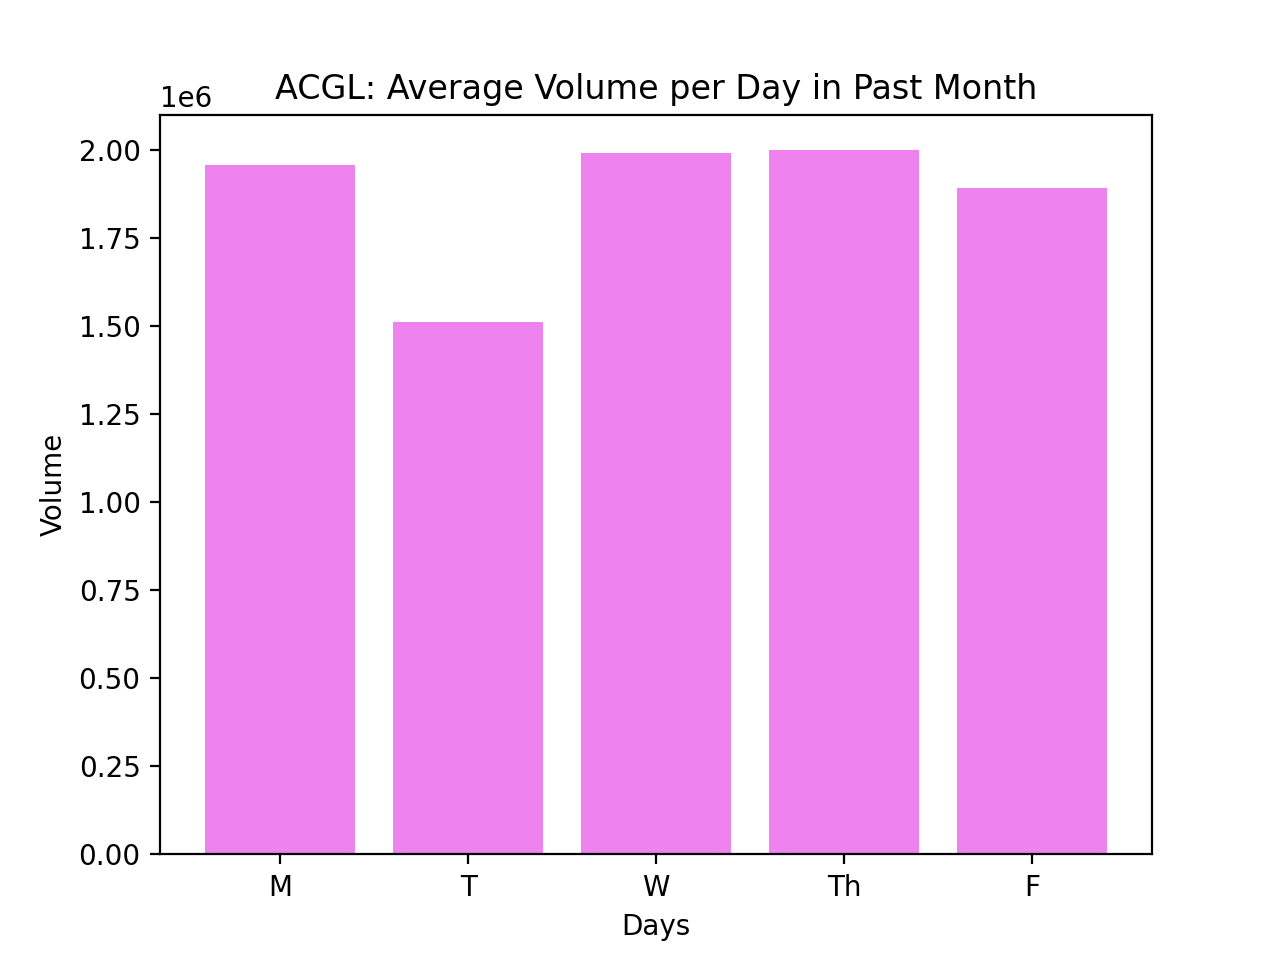 ACGL: Average Volume per Day in Past Month
1e6
2.00
1.75
1.50
1.25
1.00
0.75
0.50
0.25
0.00
Volume
M T W Th F
Days